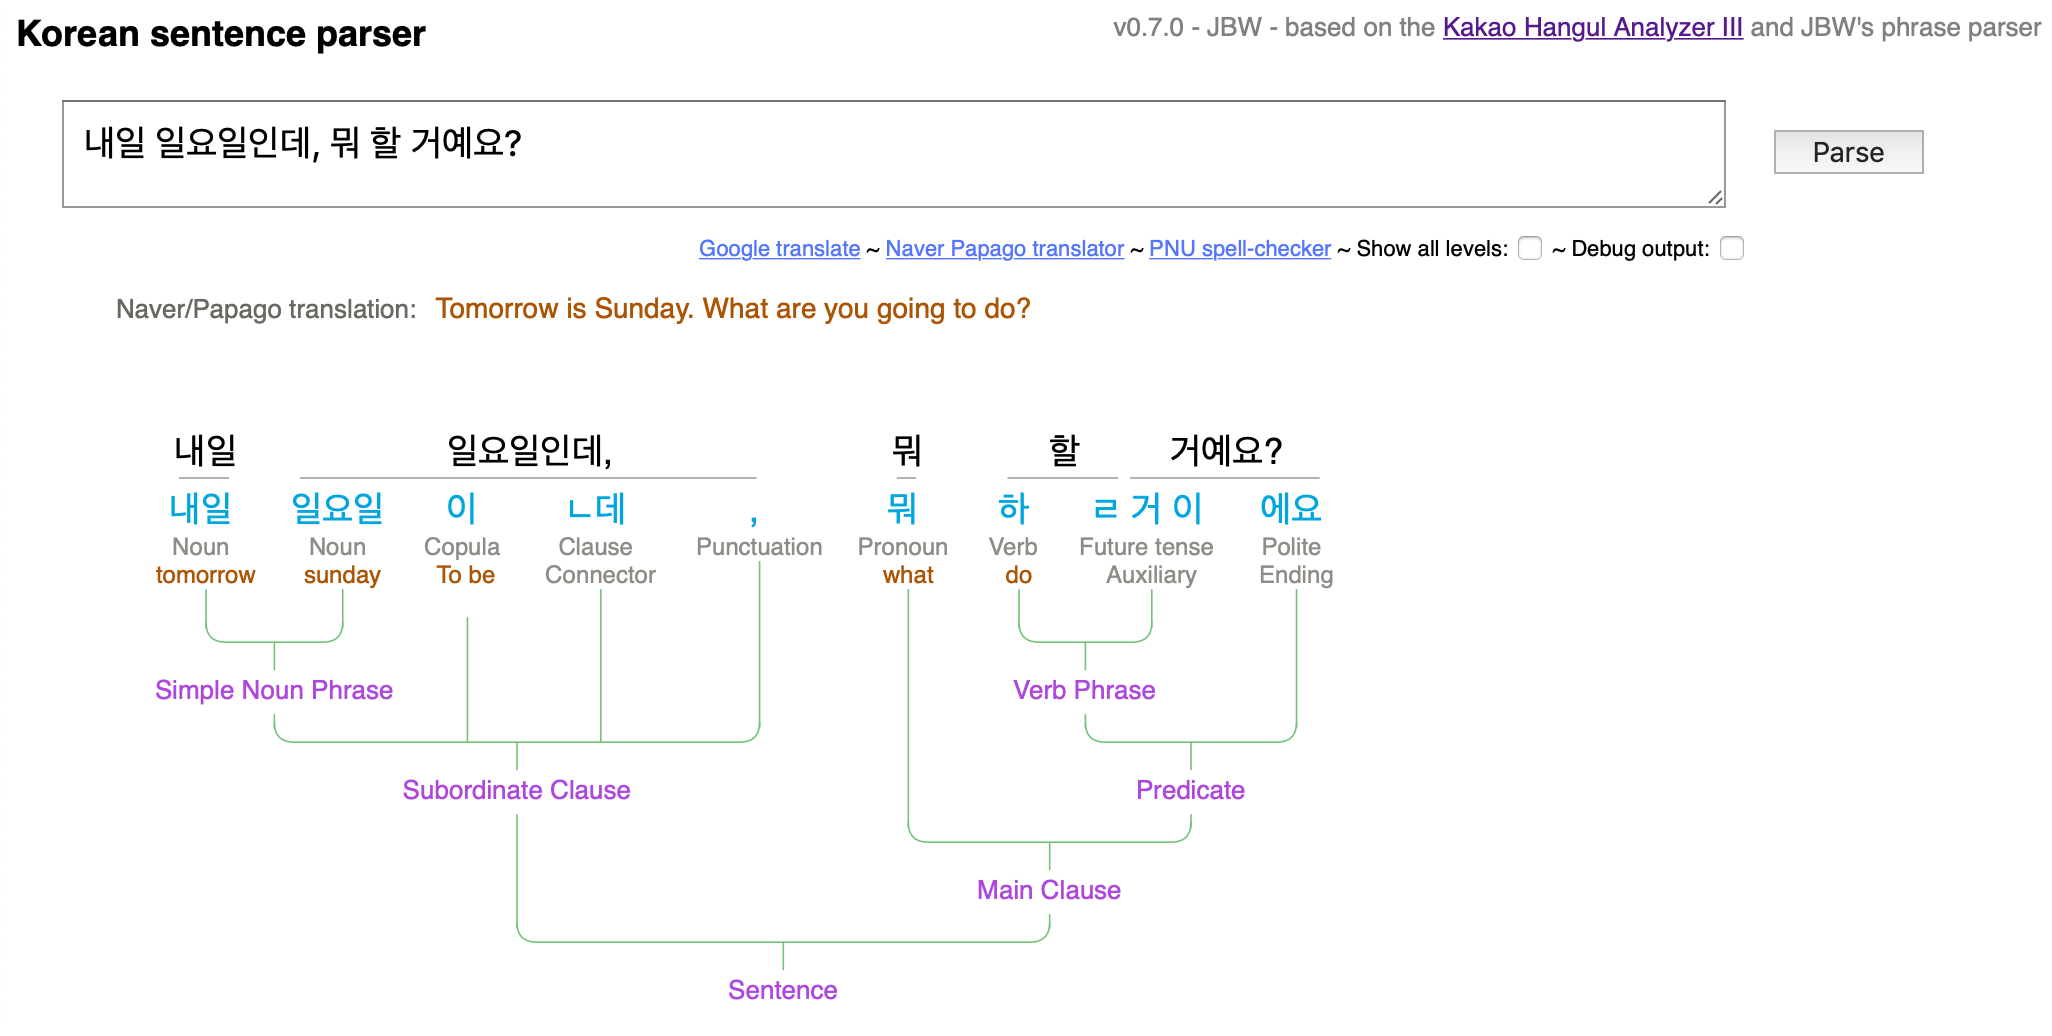 Korean sentence parser
v0.7.0 - JBW - based on the Kakao Hangul Analyzer III and JBW's phrase parser
내일 일요일인데, 뭐 할 거예요?
Parse
Google translate ~ Naver Papago translator ~ PNU spell-checker ~ Show all levels: ~ Debug output:
Naver/Papago translation: Tomorrow is Sunday. What are you going to do?
내일 일요일인데, 뭐 할 거예요?
내일 일요일 이 ㄴ데 , 뭐 하 ㄹ 거 이 에요
Noun Noun Copula Clause Punctuation Pronoun Verb Future tense Polite
tomorrow sunday To be Connector what do Auxiliary Ending
Simple Noun Phrase Verb Phrase
Subordinate Clause Predicate
Main Clause
Sentence